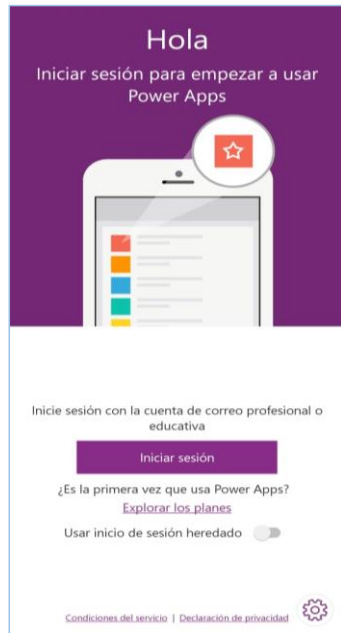 Hola
Iniciar sesión para empezar a usar
Power Apps
Inicie sesión con la cuenta de correo profesional o
educativa
Iniciar sesión
¿Es la primera vez que usa Power Apps?
Explorar los planes
Usar inicio de sesión heredado
Condiciones del servicio | Declaración de privacidad